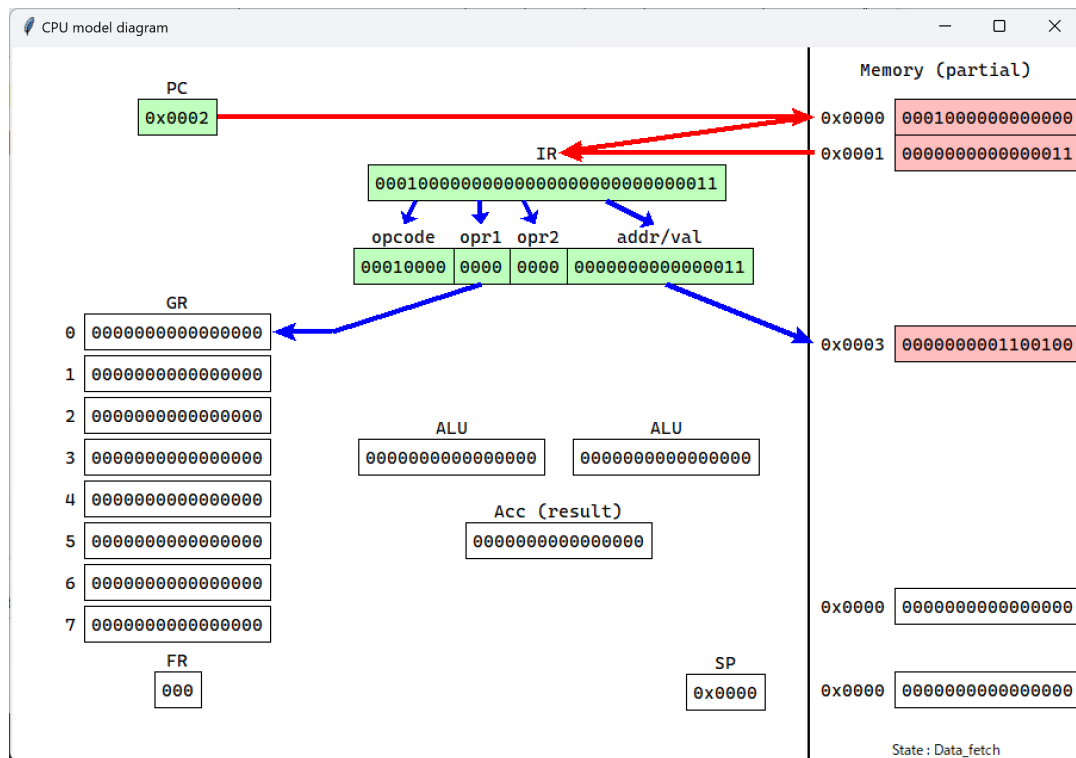 CPU model diagram
Memory (partial)
PC
0x0002
0x0000 0001000000000000
0x0001 0000000000000011
IR
00010000000000000000000000000011
opcode opr1 opr2 addr/val
00010000 0000 0000 0000000000000011
GR
0 0000000000000000
0x0003 0000000001100100
1 0000000000000000
2 0000000000000000
ALU ALU
3 0000000000000000
0000000000000000 0000000000000000
4 0000000000000000
Acc (result)
5 0000000000000000
0000000000000000
6 0000000000000000
0x0000 0000000000000000
7 0000000000000000
FR
000
SP
0x0000
0x0000 0000000000000000
State : Data_fetch